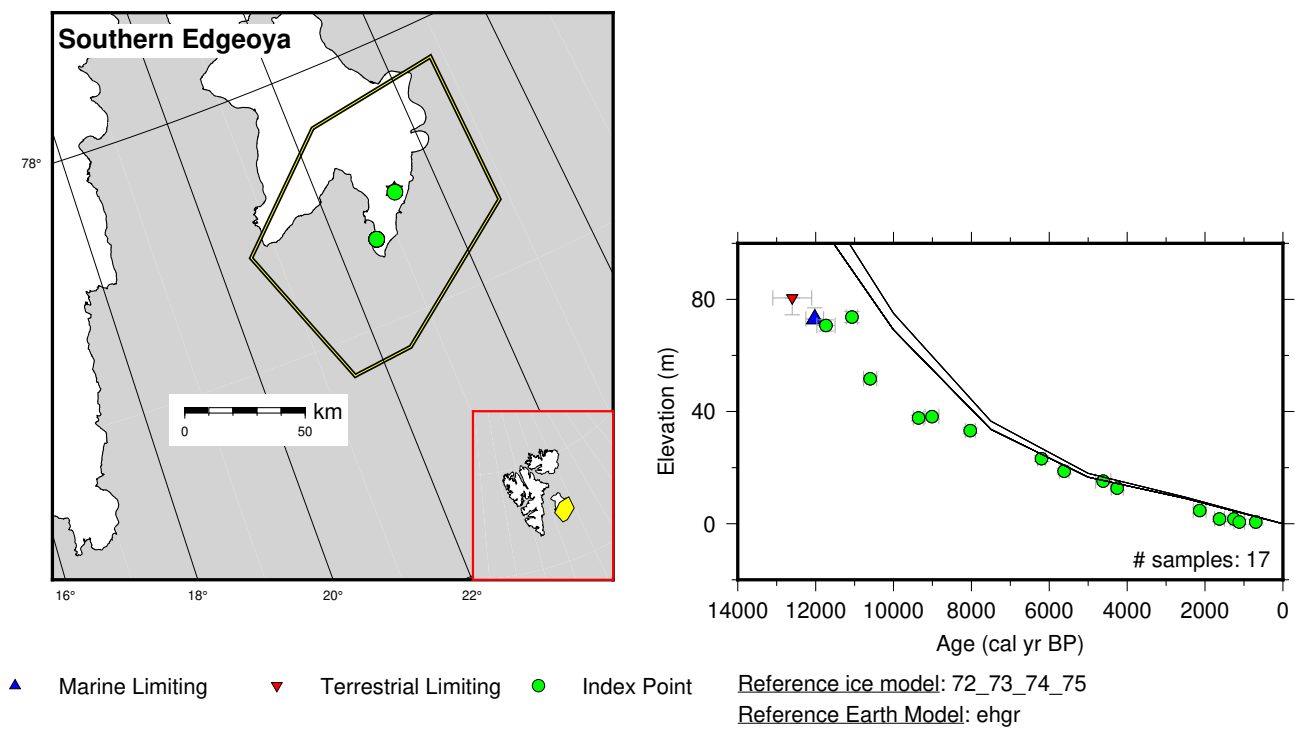 Southern Edgeoya
78°
km
0 50
16° 18° 20° 22°
80
40
0
Elevation (m)
# samples: 17
14000 12000 10000 8000 6000 4000 2000 0
Age (cal yr BP)
Marine Limiting Terrestrial Limiting Index Point
Reference ice model: 72_73_74_75
Reference Earth Model: ehgr